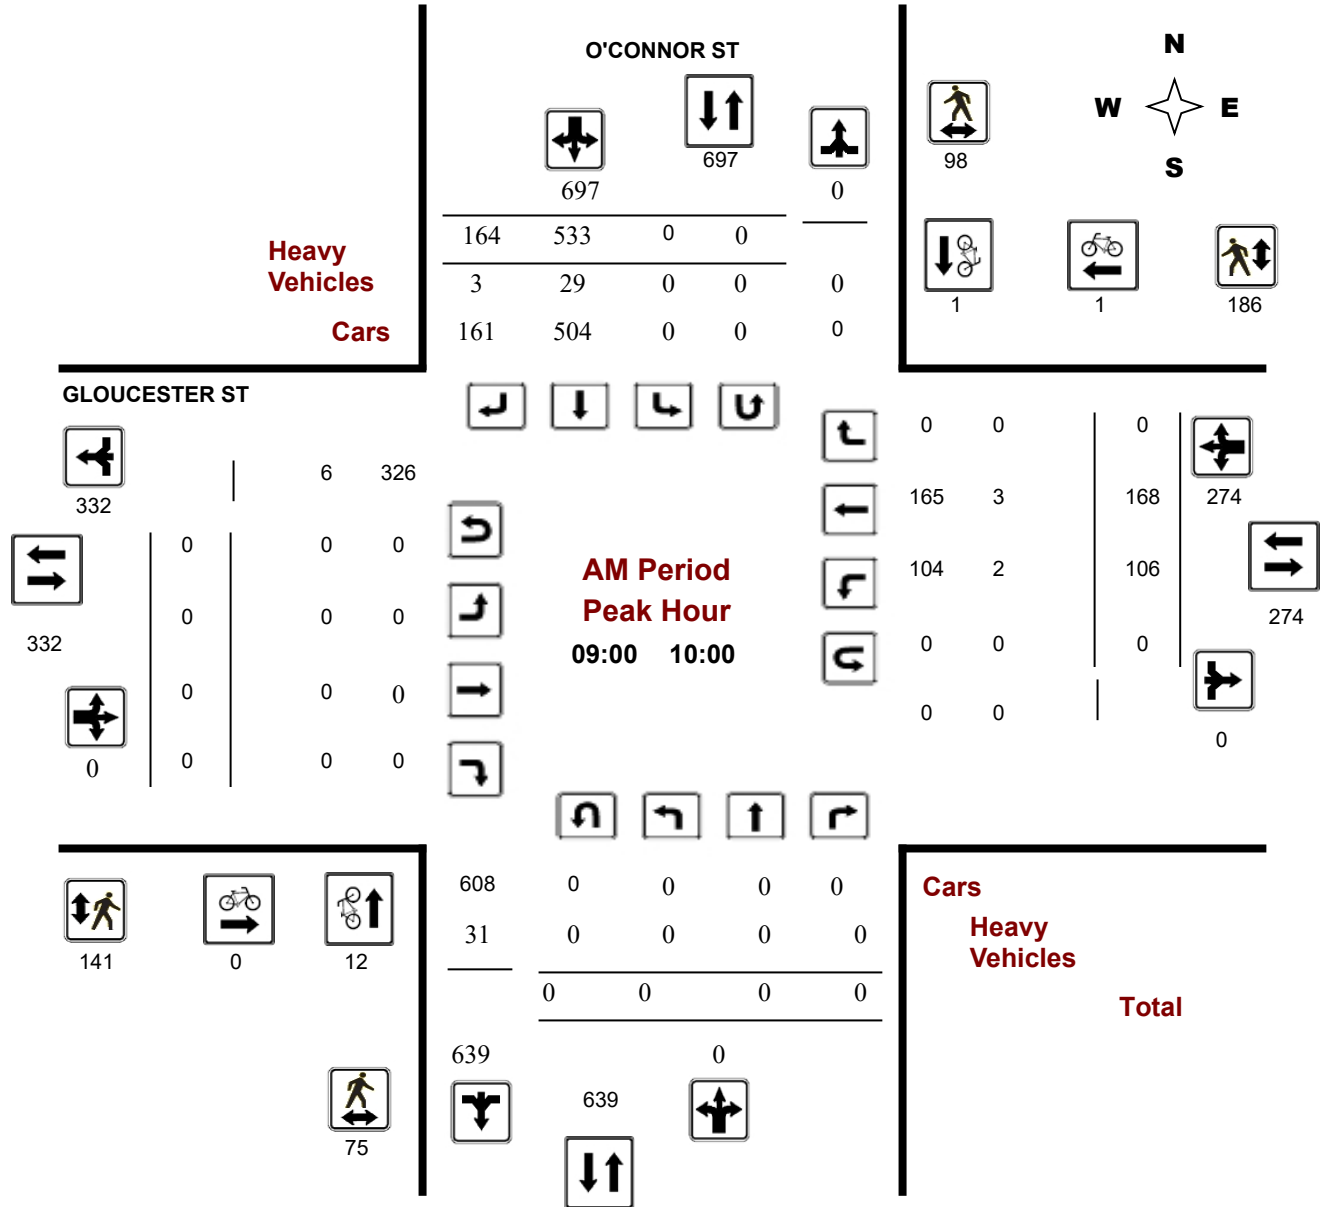 O'CONNOR ST
N
W E
S
697
98
697 0
164 533 0 0
Heavy
Vehicles
3 29 0 0 0
1 1 186
Cars
161 504 0 0 0
GLOUCESTER ST
0 0 0
6 326
332
165 3 168 274
0 0 0
104 2 106
0 0 0
332
274
AM Period
Peak Hour
09:00 10:00
0 0 0
0 0 0
0 0
0
0 0 0
0
608 0 0 0 0
Cars
31 0 0 0 0
Heavy
Vehicles
141 0 12
0 0 0 0
Total
639 0
639
75